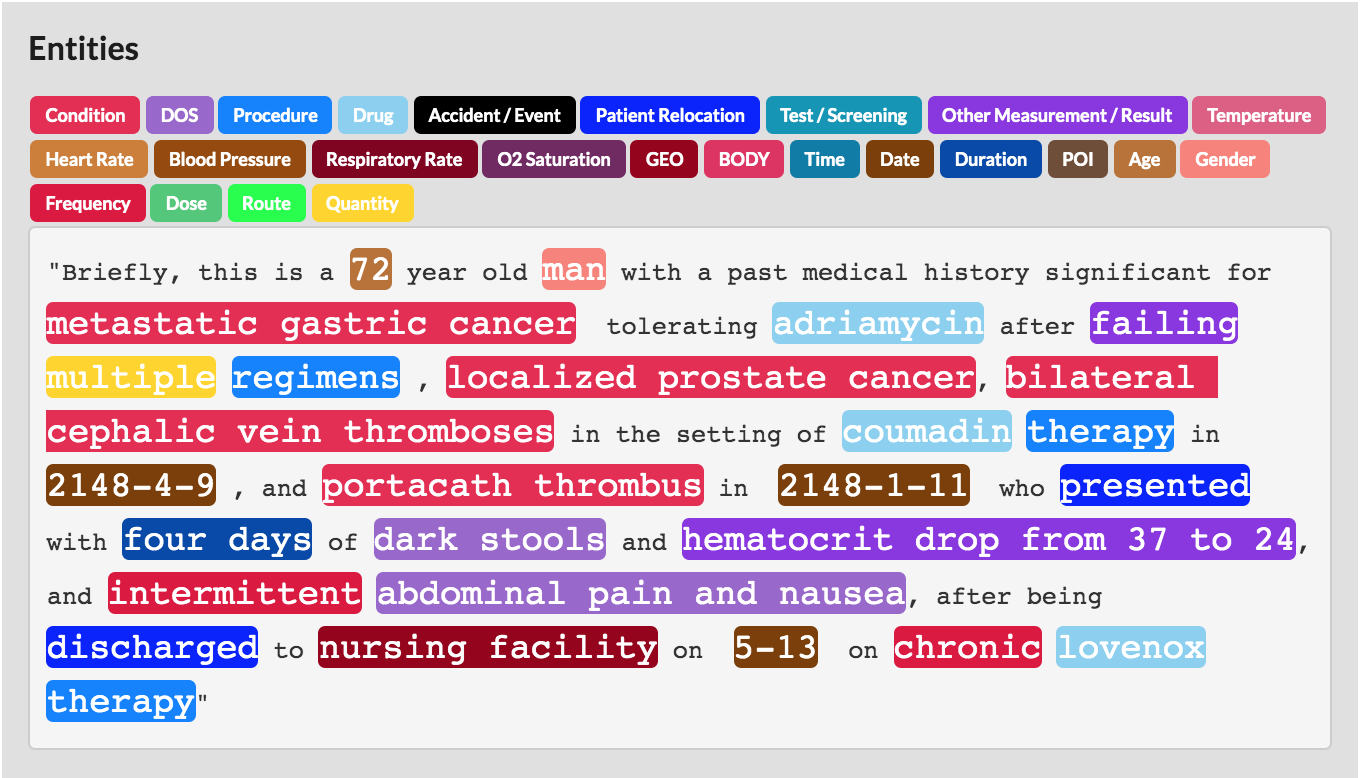 Entities
Condition DOS Procedure Drug Accident / Event Patient Relocation Test / Screening Other Measurement / Result Temperature
Heart Rate Blood Pressure Respiratory Rate O2 Saturation GEO BODY Time Date Duration POI Age Gender
Frequency Dose Route Quantity
"Briefly, this is a 72 year old man with a past medical history significant for
metastatic gastric cancer tolerating adriamycin after failing
multiple regimens , localized prostate cancer, bilateral
cephalic vein thromboses in the setting of coumadin therapy in
2148-4-9 , and portacath thrombus in 2148-1-11 who presented
with four days of dark stools and hematocrit drop from 37 to 24,
and intermittent abdominal pain and nausea, after being
discharged to nursing facility on 5-13 on chronic lovenox
therapy"